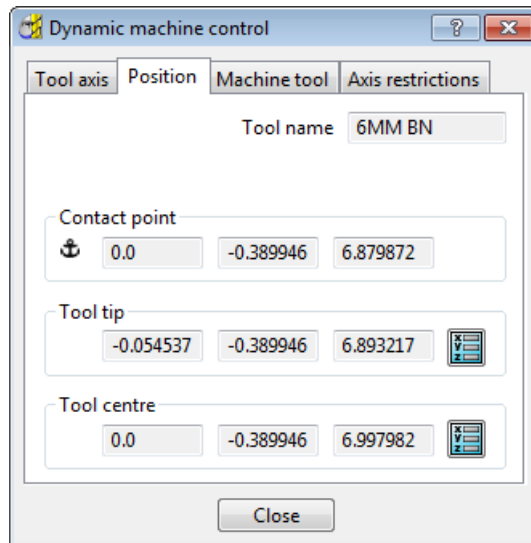 Dynamic machine control
Tool axis Position Machine tool Axis restrictions
Tool name 6MM BN
Contact point
0.0 -0.389946 6.879872
Tool tip
-0.054537 -0.389946 6.893217
Tool centre
0.0 -0.389946 6.997982
Close